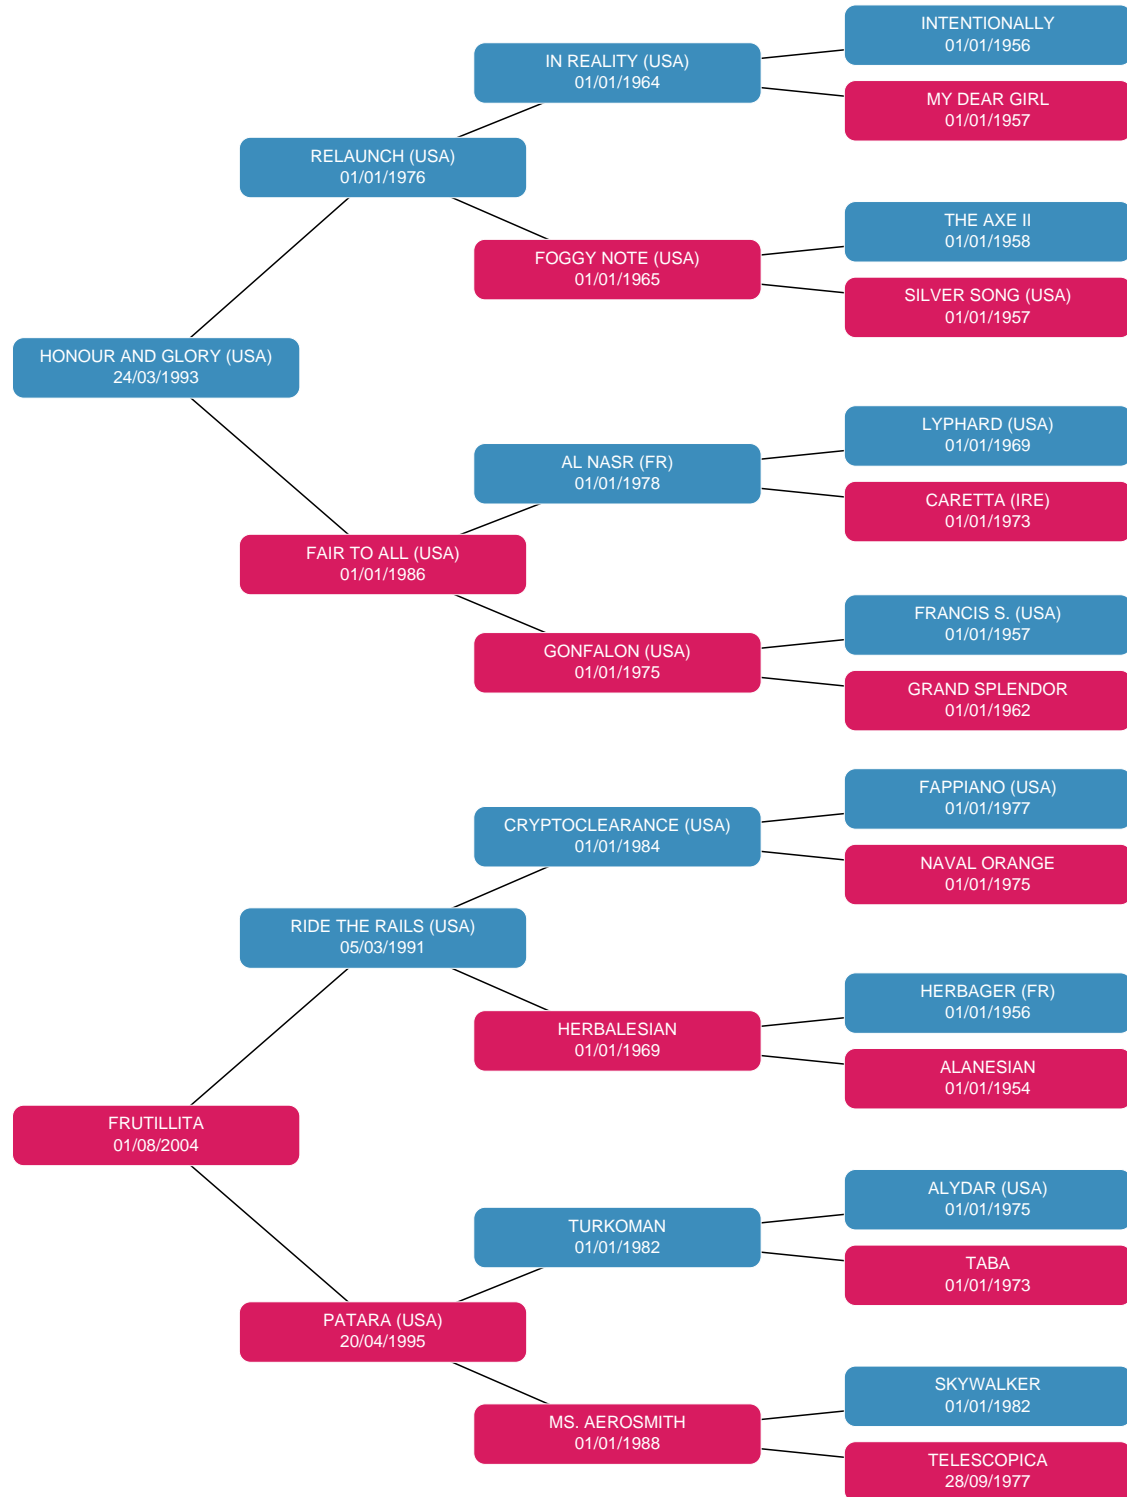 INTENTIONALLY
01/01/1956
IN REALITY (USA)
01/01/1964
MY DEAR GIRL
01/01/1957
RELAUNCH (USA)
01/01/1976
THE AXE II
01/01/1958
FOGGY NOTE (USA)
01/01/1965
SILVER SONG (USA)
01/01/1957
HONOUR AND GLORY (USA)
24/03/1993
LYPHARD (USA)
01/01/1969
AL NASR (FR)
01/01/1978
CARETTA (IRE)
01/01/1973
FAIR TO ALL (USA)
01/01/1986
FRANCIS S. (USA)
01/01/1957
GONFALON (USA)
01/01/1975
GRAND SPLENDOR
01/01/1962
FAPPIANO (USA)
01/01/1977
CRYPTOCLEARANCE (USA)
01/01/1984
NAVAL ORANGE
01/01/1975
RIDE THE RAILS (USA)
05/03/1991
HERBAGER (FR)
01/01/1956
HERBALESIAN
01/01/1969
ALANESIAN
01/01/1954
FRUTILLITA
01/08/2004
ALYDAR (USA)
01/01/1975
TURKOMAN
01/01/1982
TABA
01/01/1973
PATARA (USA)
20/04/1995
SKYWALKER
01/01/1982
MS. AEROSMITH
01/01/1988
TELESCOPICA
28/09/1977